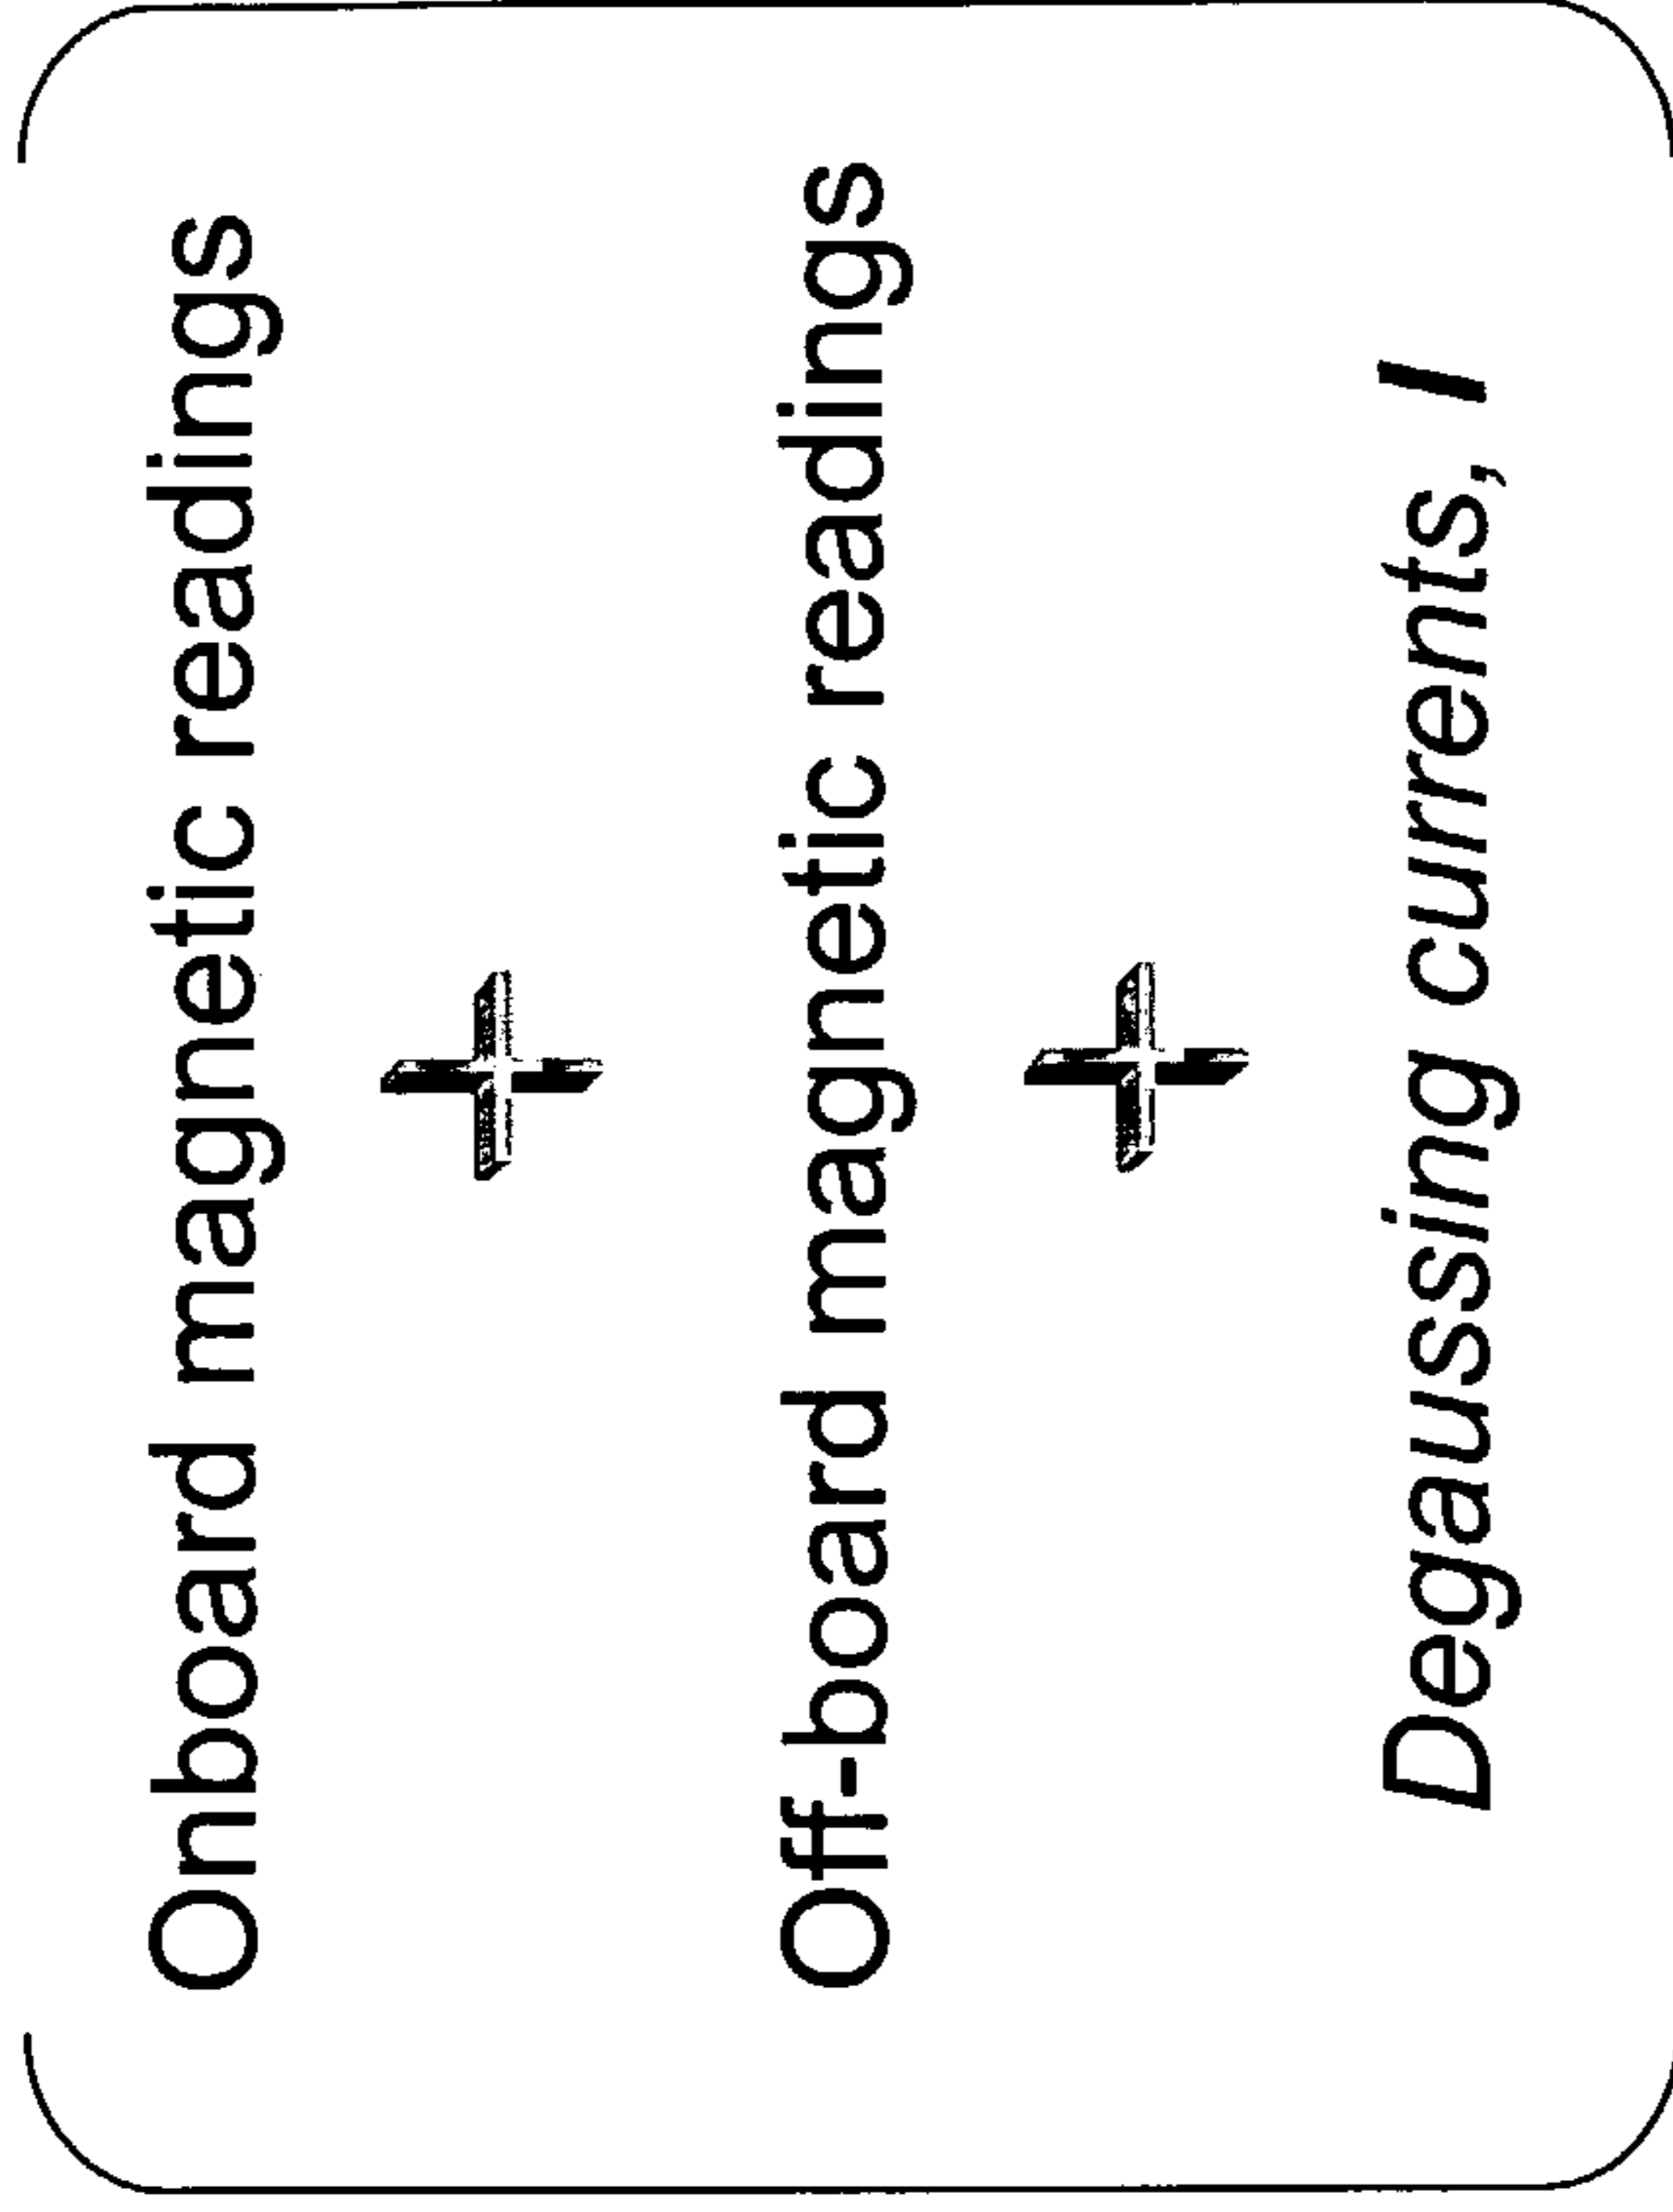 Onboard magnetic readings
+
Off-board magnetic readings
+
Degaussing currents, I